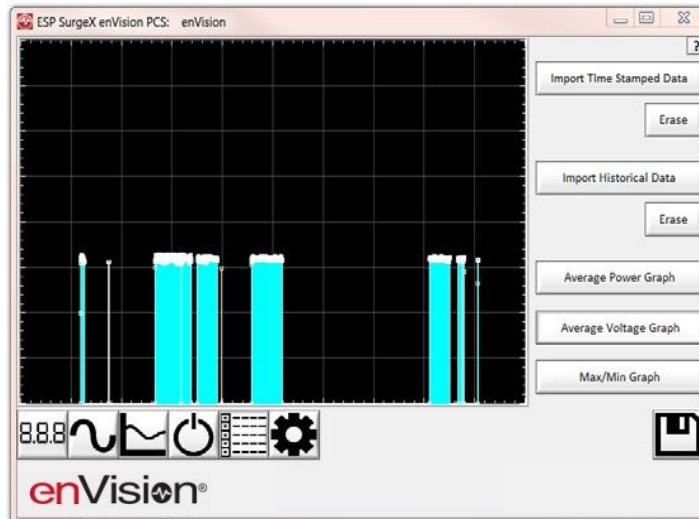 ESP SurgeX enVision PCS: enVision
?
Import Time Stamped Data
Erase
Import Historical Data
Erase
Average Power Graph
Average Voltage Graph
Max/Min Graph
8.8.8
enVision®